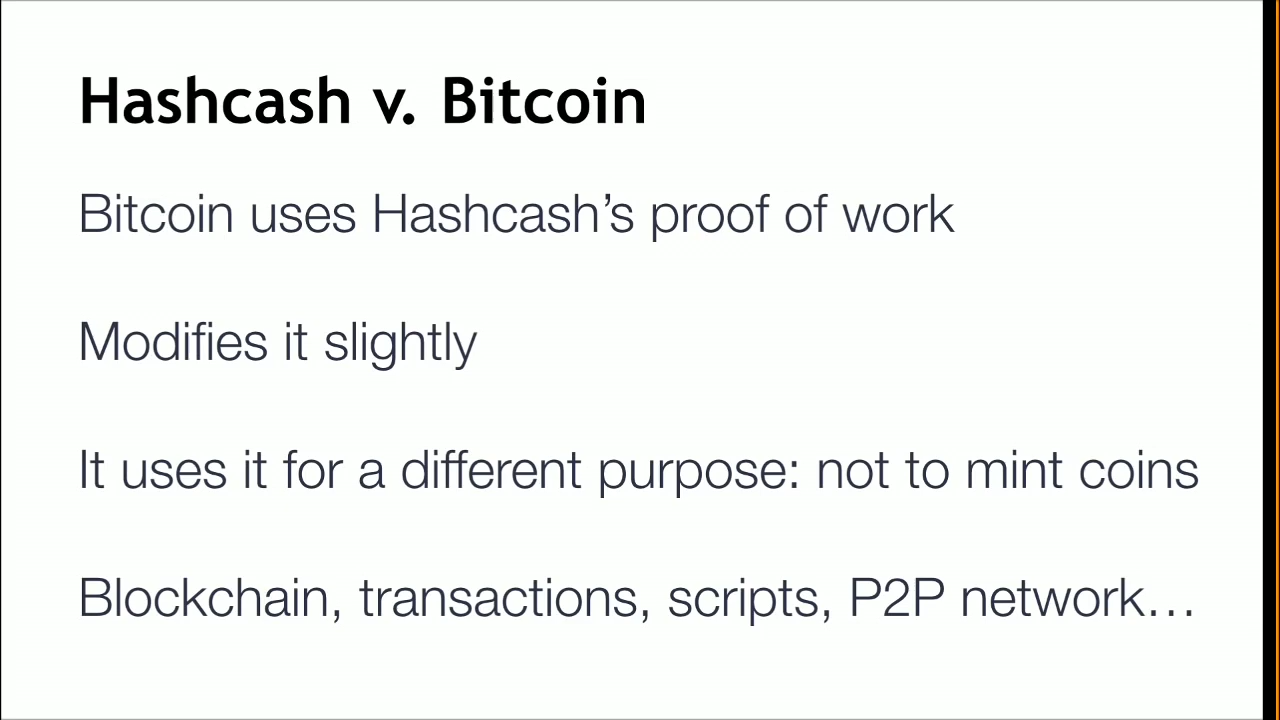 Hashcash v. Bitcoin
Bitcoin uses Hashcash’s proof of work
Modifies it slightly
It uses it for a different purpose: not to mint coins
Blockchain, transactions, scripts, P2P network…